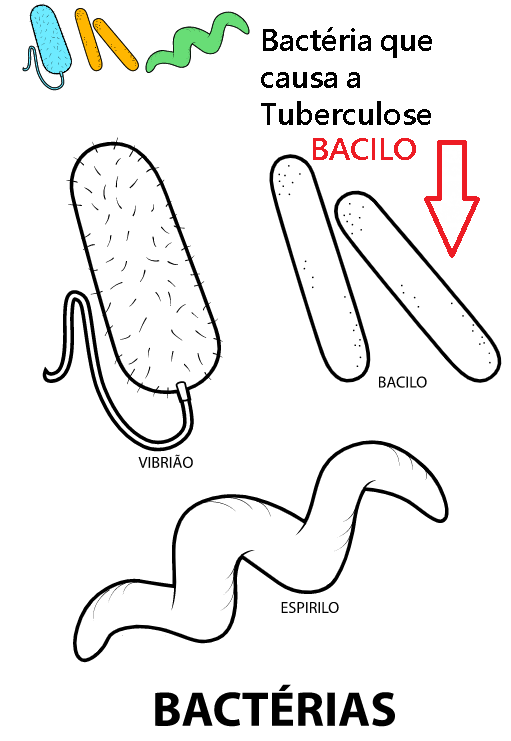 Bactéria que
causa a
Tuberculose
BACILO
BACILO
VIBRIÃO
ESPIRILO
BACTÉRIAS